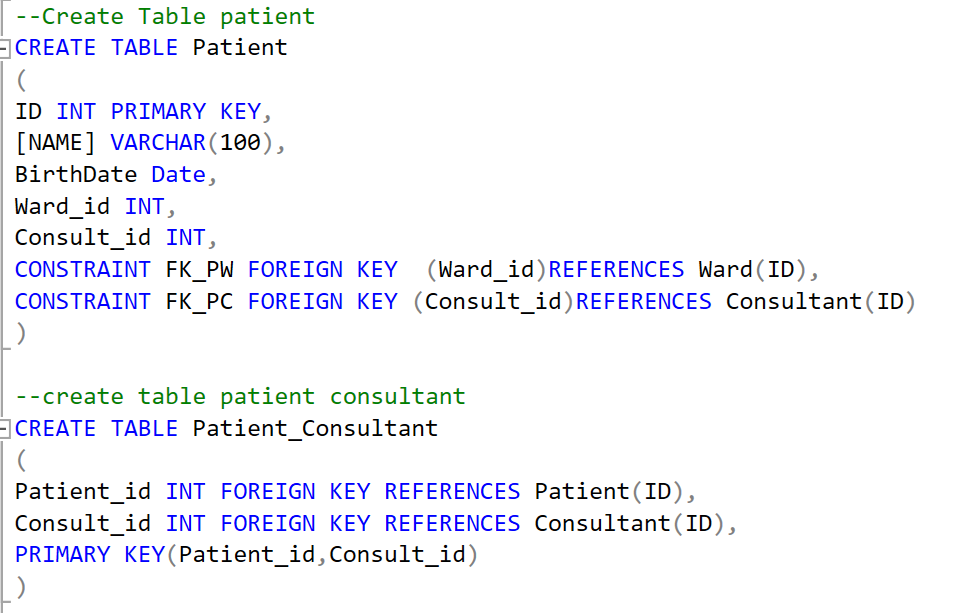 --Create Table patient
CREATE TABLE Patient
(
ID INT PRIMARY KEY,
[NAME] VARCHAR(100),
BirthDate Date,
Ward_id INT,
Consult_id INT,
CONSTRAINT FK_PW FOREIGN KEY  (Ward_id)REFERENCES Ward(ID),
CONSTRAINT FK_PC FOREIGN KEY (Consult_id)REFERENCES Consultant(ID)
)
--create table patient consultant
CREATE TABLE Patient_Consultant
(
Patient_id INT FOREIGN KEY REFERENCES Patient(ID),
Consult_id INT FOREIGN KEY REFERENCES Consultant(ID),
PRIMARY KEY(Patient_id,Consult_id)
)